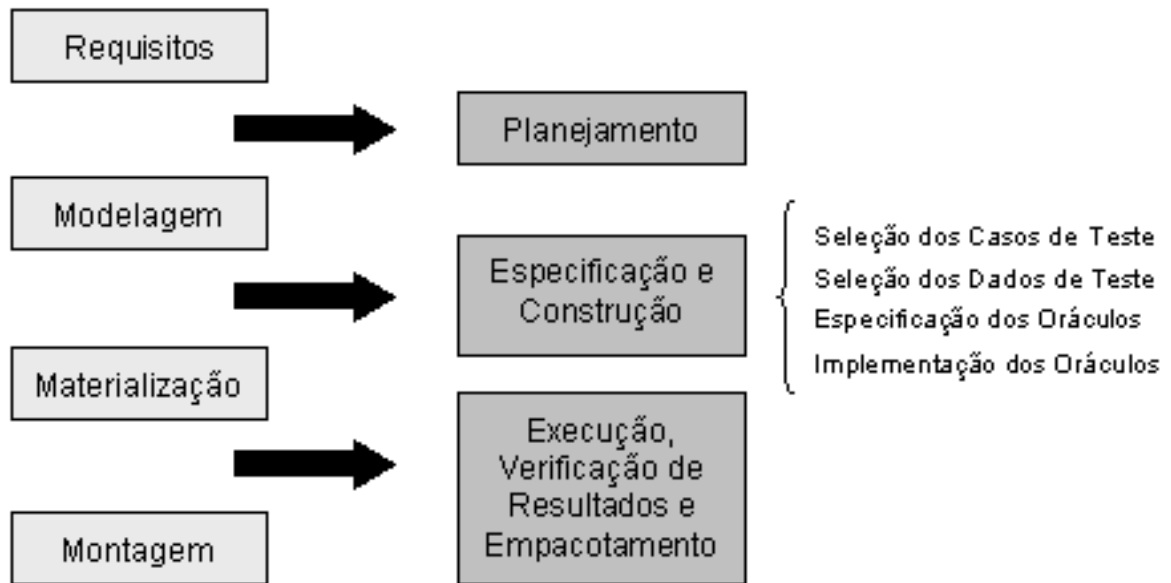 Requisitos
Planejamento
Modelagem
Especificação e
Construção
Seleção dos Casos de Teste
Seleção dos Dados de Teste
Especificação dos Oráculos
Implementação dos Oráculos
Materialização
Execução,
Verificação de
Resultados e
Empacotamento
Montagem